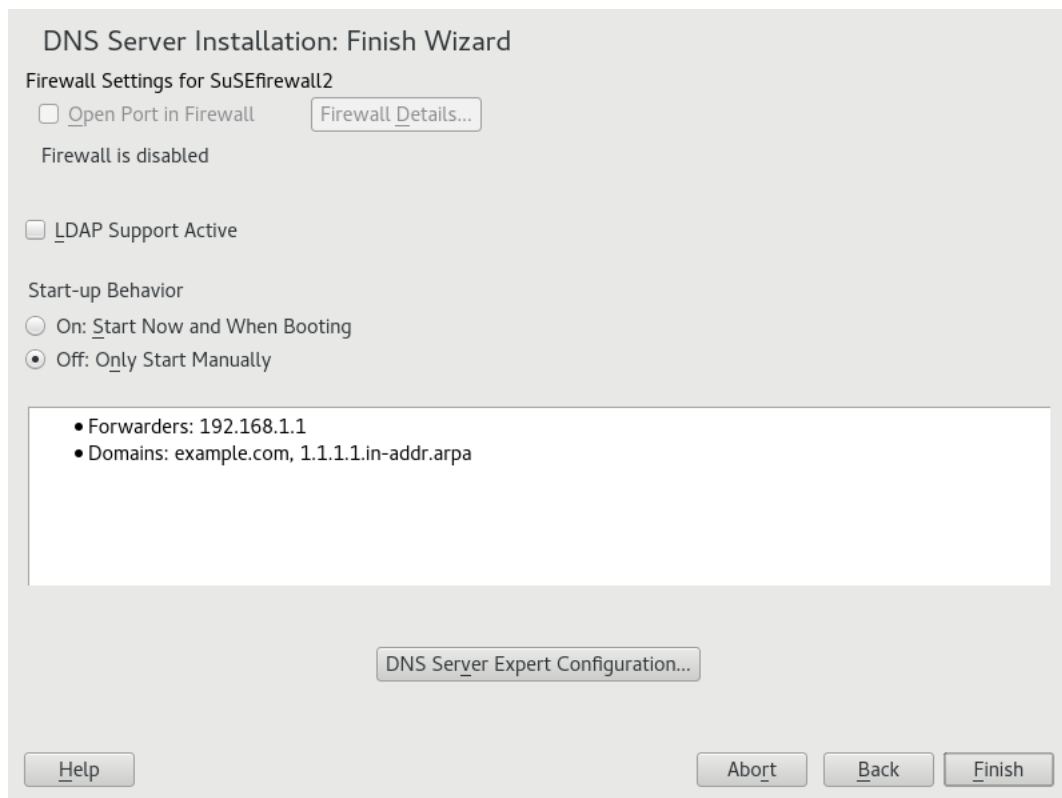 DNS Server Installation: Finish Wizard
Firewall Settings for SuSEfirewall2
Open Port in Firewall Firewall Details...
Firewall is disabled
LDAP Support Active
Start-up Behavior
On: Start Now and When Booting
Off: Only Start Manually
• Forwarders: 192.168.1.1
• Domains: example.com, 1.1.1.1.in-addr.arpa
DNS Server Expert Configuration...
Help Abort Back Finish